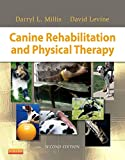 Darryl L. Millis David Levine
Canine Rehabilitation
and Physical Therapy
SECOND EDITION